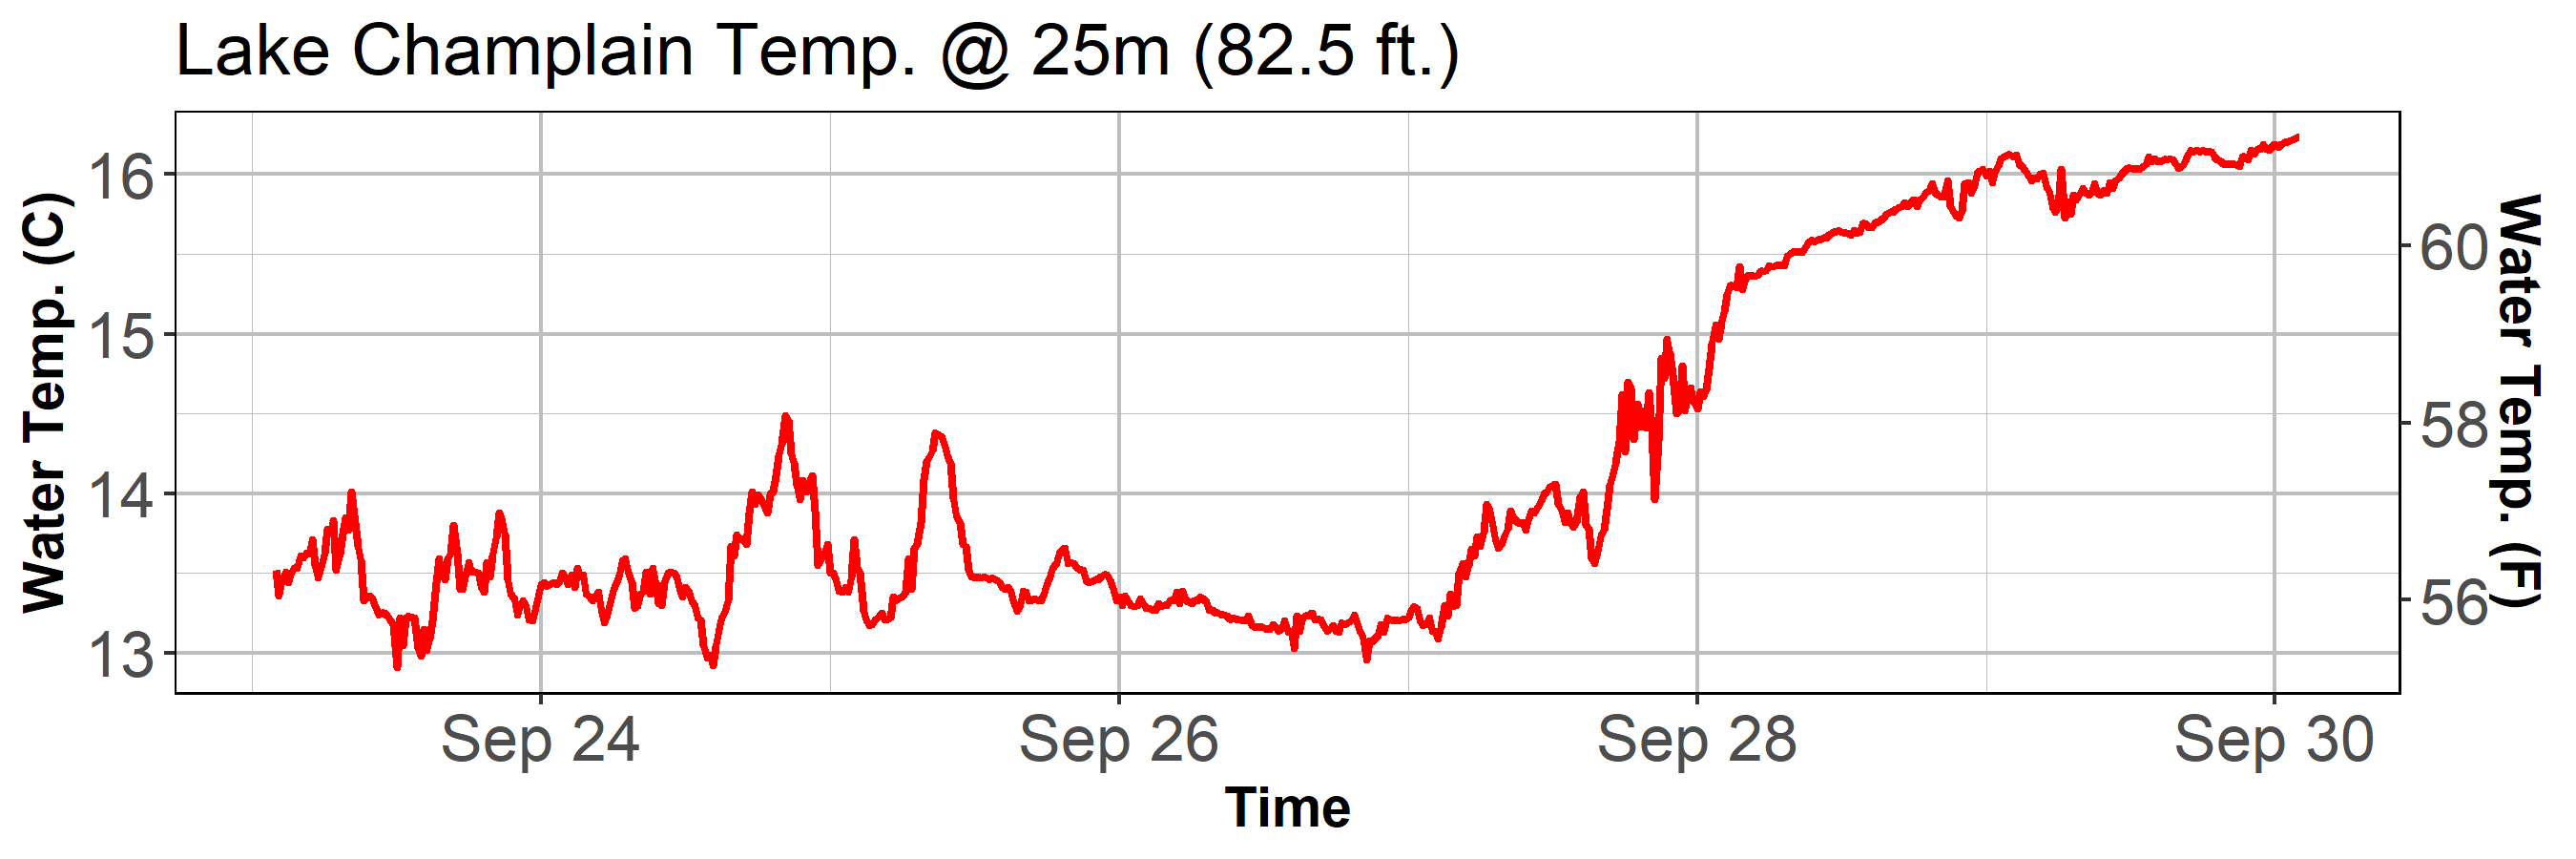 Lake Champlain Temp. @ 25m (82.5 ft.)
Water Temp. (C)
16
15
14
13
60
58
56
Water Temp. (F)
Sep 24
Sep 26
Sep 28
Sep 30
Time